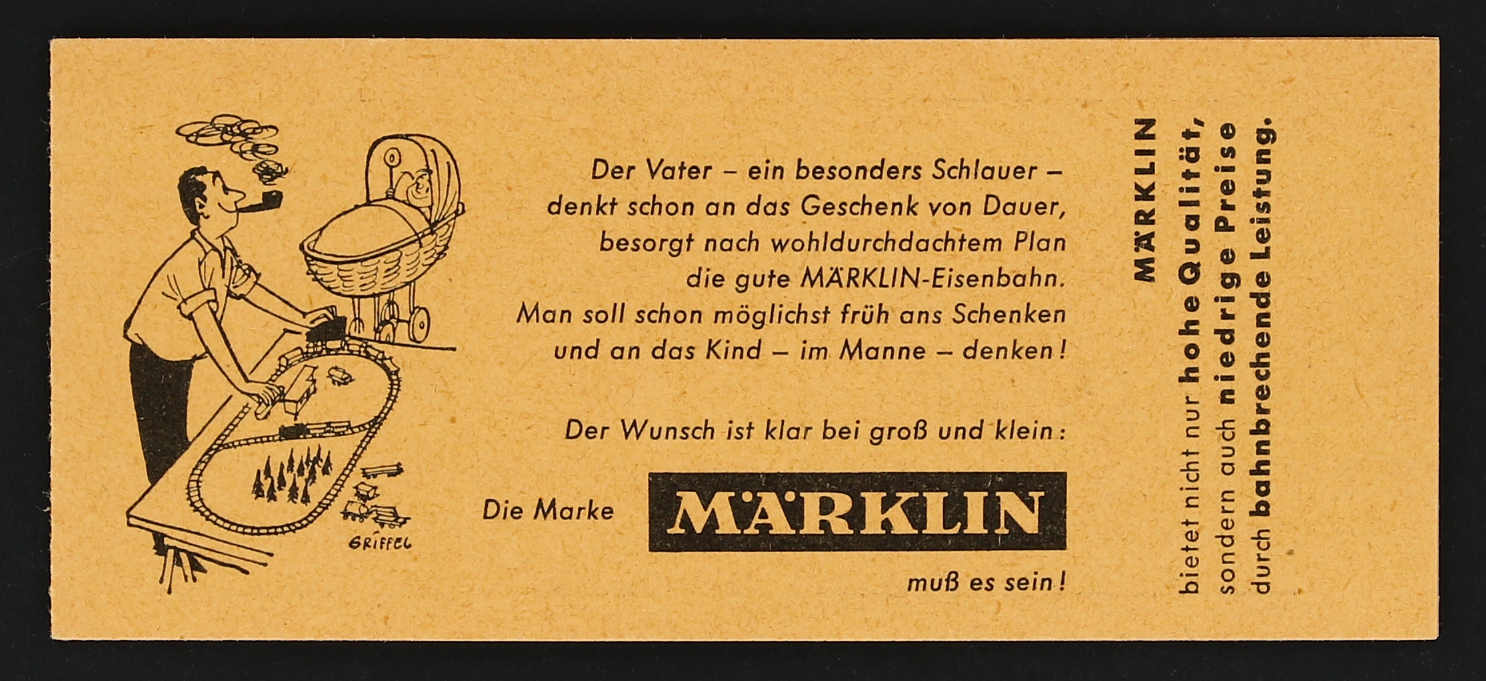 Der Vater – ein besonders Schlauer –
denkt schon an das Geschenk von Dauer,
besorgt nach wohldurchdachtem Plan
die gute MÄRKLIN-Eisenbahn.
Man soll schon möglichst früh ans Schenken
und an das Kind – im Manne – denken!
Der Wunsch ist klar bei groß und klein:
Die Marke MÄRKLIN
muß es sein!
GRIFFEL
MÄRKLIN
bietet nicht nur hohe Qualität,
sondern auch niedrige Preise
durch bahnbrechende Leistung.